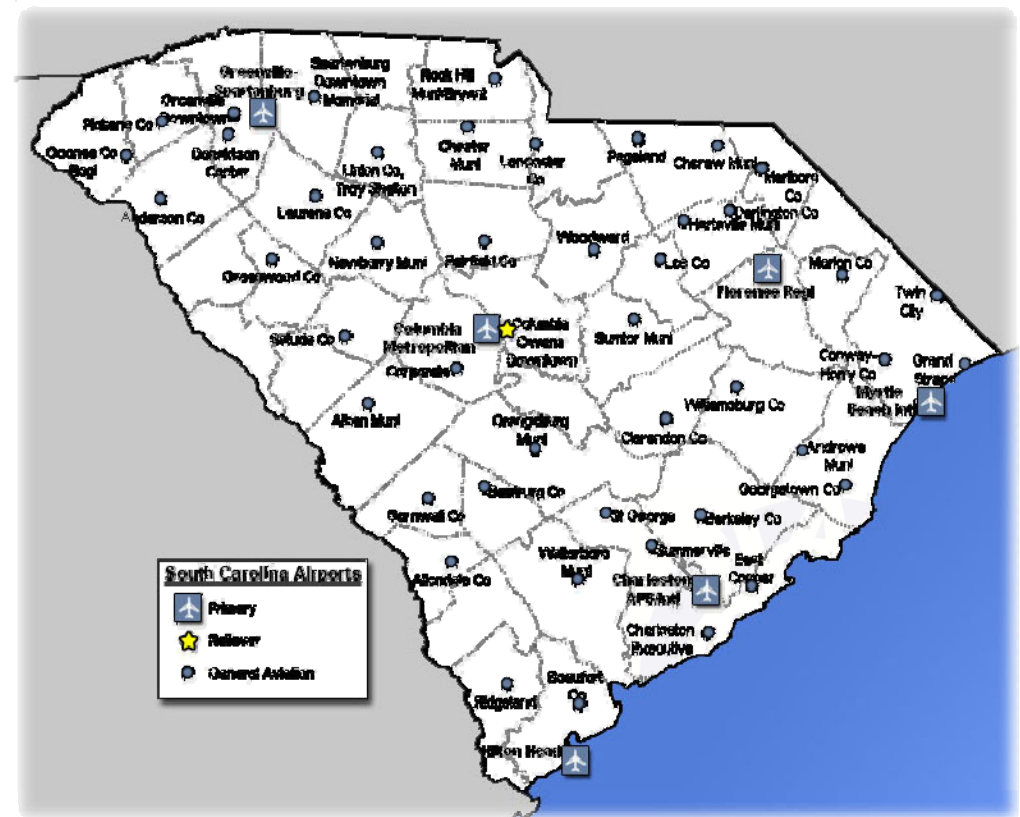 Greenville-
Spartanburg
Spartanburg
Downtown
Memorial
Rock Hill
Greenville
Downtown
Pickens Co
Oconee Co
Regl
Donaldson
Center
Chester
Muni
Lancaster
Co
Pageland
Cheraw Muni
Marlboro
Co
Union Co,
Troy Shelton
Anderson Co
Laurens Co
Darlington Co
Hartsville Muni
Woodward
Greenwood Co
Newberry Muni
Fairfield Co
Lee Co
Florence Regl
Marion Co
Twin
City
Saluda Co
Columbia
Metropolitan
Columbia
Owens
Downtown
Sumter Muni
Corporate
Conway-
Horry Co
Grand
Strand
Myrtle
Beach Intl
Aiken Muni
Orangeburg
Muni
Williamsburg Co
Clarendon Co
Andrews
Muni
Georgetown Co
Barnwell Co
Bamburg Co
St George
Berkeley Co
Summerville
East
Cooper
Allendale Co
Walterboro
Muni
Charleston
AFB-Intl
Charleston
Executive
Ridgeland
Beaufort
Co
Hilton Head
South Carolina Airports
Primary
Reliever
General Aviation